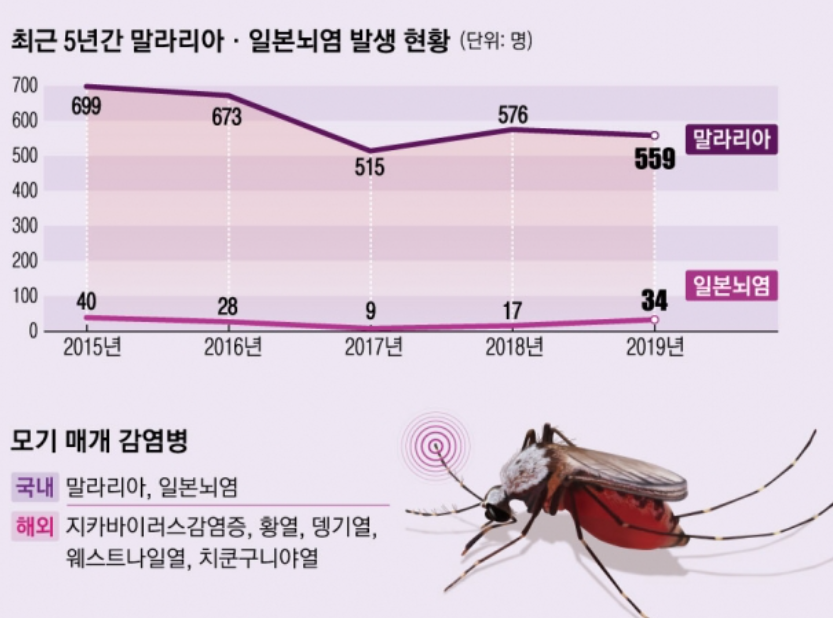 최근 5년간 말라리아 · 일본뇌염 발생 현황 (단위: 명)
700
600
500
400
300
200
100
0
699
673
515
576
559
말라리아
40
28
9
17
34
일본뇌염
2015년
2016년
2017년
2018년
2019년
모기 매개 감염병
국내 말라리아, 일본뇌염
해외 지카바이러스감염증, 황열, 뎅기열,
웨스트나일열, 치쿤구니야열